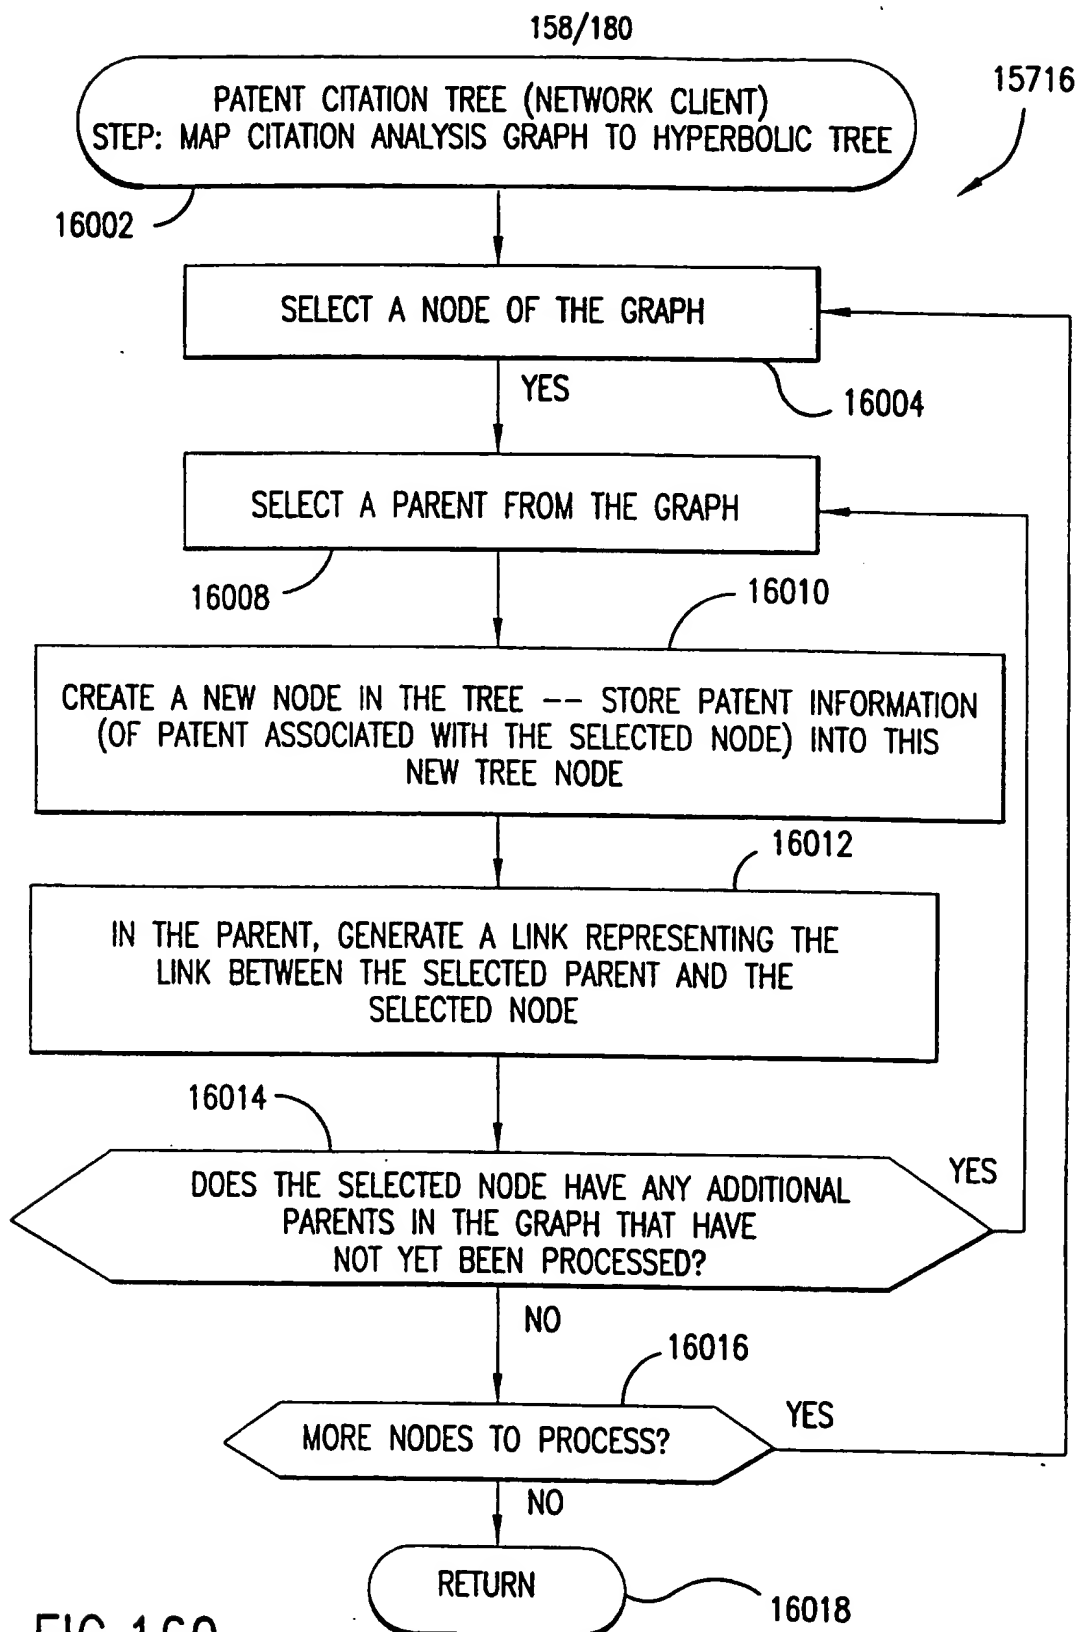 158/180
15716
PATENT CITATION TREE (NETWORK CLIENT)
STEP: MAP CITATION ANALYSIS GRAPH TO HYPERBOLIC TREE
16002
SELECT A NODE OF THE GRAPH
YES
16004
SELECT A PARENT FROM THE GRAPH
16008
16010
CREATE A NEW NODE IN THE TREE -- STORE PATENT INFORMATION
(OF PATENT ASSOCIATED WITH THE SELECTED NODE) INTO THIS
NEW TREE NODE
16012
IN THE PARENT, GENERATE A LINK REPRESENTING THE
LINK BETWEEN THE SELECTED PARENT AND THE
SELECTED NODE
16014
DOES THE SELECTED NODE HAVE ANY ADDITIONAL
PARENTS IN THE GRAPH THAT HAVE
NOT YET BEEN PROCESSED?
YES
NO
16016
MORE NODES TO PROCESS?
YES
NO
RETURN
16018
FIG.160